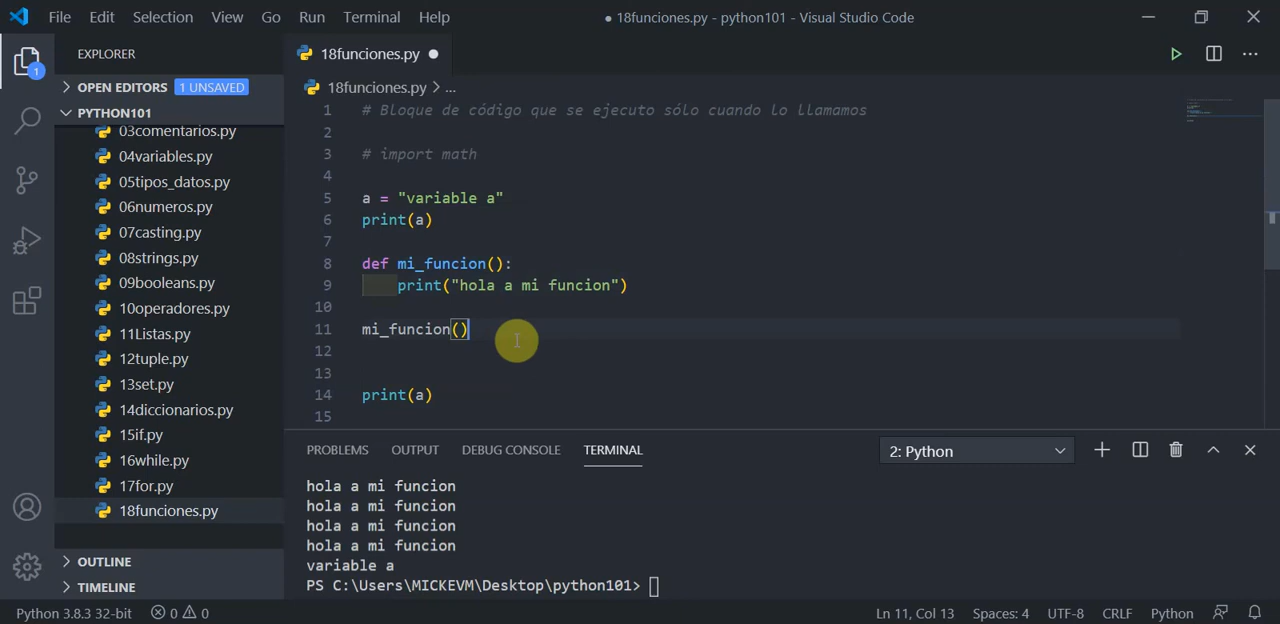 File Edit Selection View Go Run Terminal Help ● 18funciones.py - python101 - Visual Studio Code
EXPLORER
OPEN EDITORS 1 UNSAVED
PYTHON101
03comentarios.py
04variables.py
05tipos_datos.py
06numeros.py
07casting.py
08strings.py
09booleans.py
10operadores.py
11Listas.py
12tuple.py
13set.py
14diccionarios.py
15if.py
16while.py
17for.py
18funciones.py
OUTLINE
TIMELINE
1
18funciones.py ●
18funciones.py > ...
1 # Bloque de código que se ejecuto sólo cuando lo llamamos
2
3 # import math
4
5 a = "variable a"
6 print(a)
7
8 def mi_funcion():
9 print("hola a mi funcion")
10
11 mi_funcion()
12
13
14 print(a)
15
PROBLEMS OUTPUT DEBUG CONSOLE TERMINAL 2: Python
hola a mi funcion
hola a mi funcion
hola a mi funcion
hola a mi funcion
variable a
PS C:\Users\MICKEVM\Desktop\python101>
Python 3.8.3 32-bit 0 0 Ln 11, Col 13 Spaces: 4 UTF-8 CRLF Python